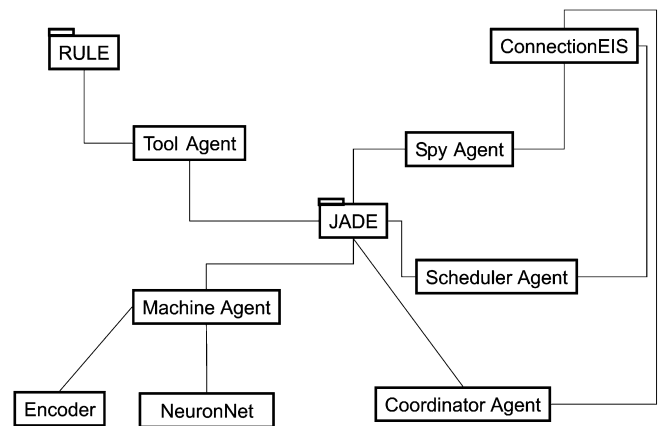 ConnectionEIS
RULE
Tool Agent
Spy Agent
JADE
Scheduler Agent
Machine Agent
Encoder
NeuronNet
Coordinator Agent